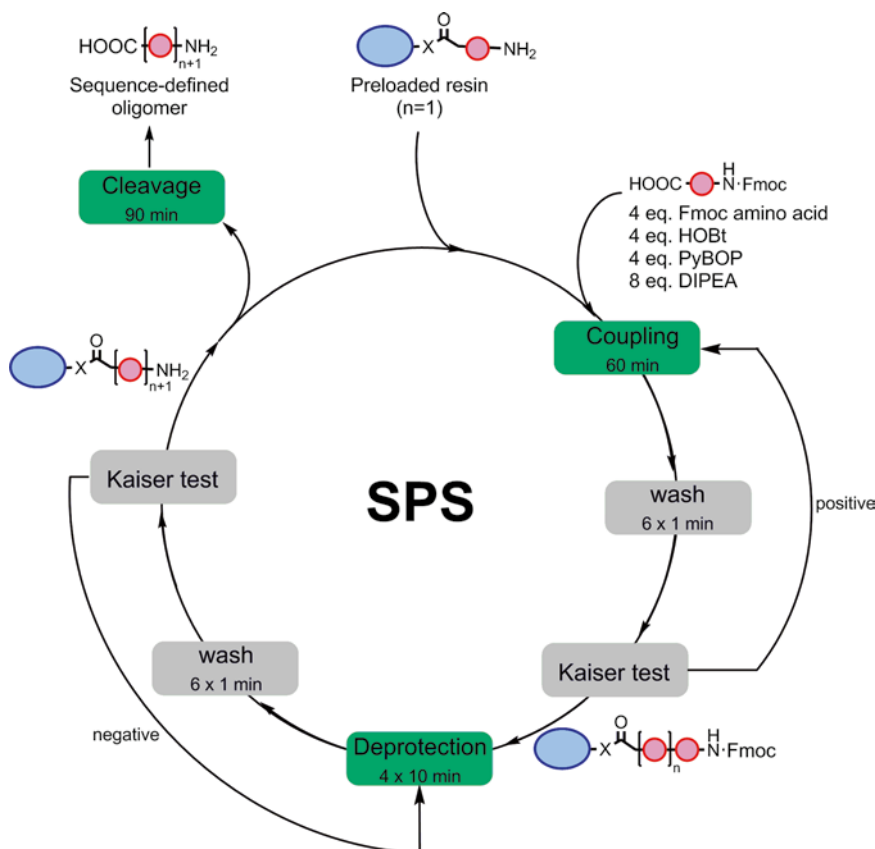 HOOC [ ] NH2
n+1
Sequence-defined
oligomer
O
X NH2
Preloaded resin
(n=1)
Cleavage
90 min
HOOC N·Fmoc
H
4 eq. Fmoc amino acid
4 eq. HOBt
4 eq. PyBOP
8 eq. DIPEA
Coupling
60 min
O
X [ ] NH2
n+1
Kaiser test
SPS
wash
6 x 1 min
positive
wash
6 x 1 min
Kaiser test
negative
Deprotection
4 x 10 min
O H
X [ ] N·Fmoc
n